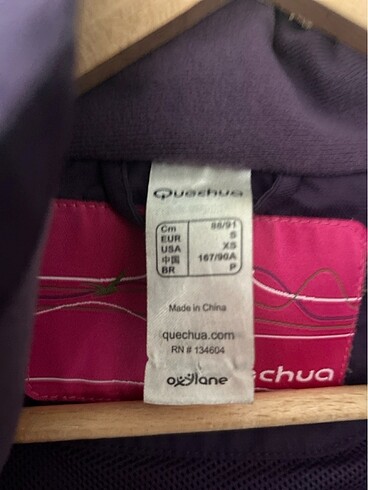 Quechua
Cm 88/91
EUR S
USA XS
中国 167/90A
BR P
Made in China
quechua.com
RN # 134604
oxylane
chua